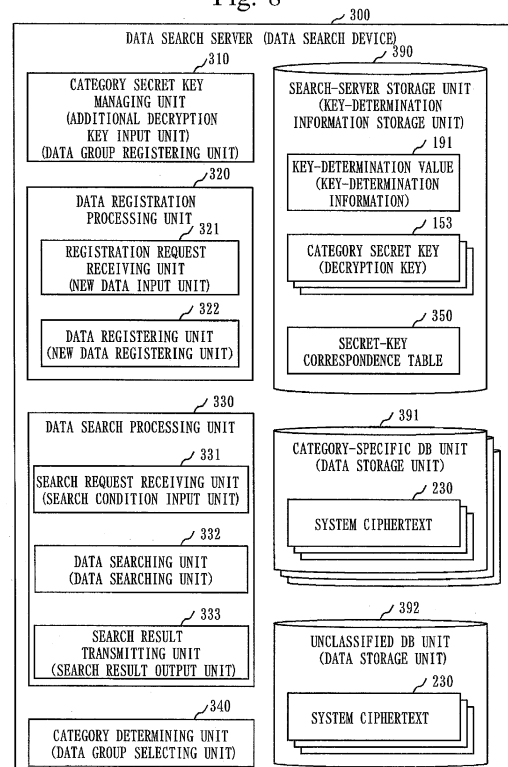 Fig. 8
300
DATA SEARCH SERVER (DATA SEARCH DEVICE)
310
CATEGORY SECRET KEY
MANAGING UNIT
(ADDITIONAL DECRYPTION
KEY INPUT UNIT)
(DATA GROUP REGISTERING UNIT)
320
DATA REGISTRATION
PROCESSING UNIT
321
REGISTRATION REQUEST
RECEIVING UNIT
(NEW DATA INPUT UNIT)
322
DATA REGISTERING UNIT
(NEW DATA REGISTERING UNIT)
330
DATA SEARCH PROCESSING UNIT
331
SEARCH REQUEST RECEIVING UNIT
(SEARCH CONDITION INPUT UNIT)
332
DATA SEARCHING UNIT
(DATA SEARCHING UNIT)
333
SEARCH RESULT
TRANSMITTING UNIT
(SEARCH RESULT OUTPUT UNIT)
340
CATEGORY DETERMINING UNIT
(DATA GROUP SELECTING UNIT)
390
SEARCH-SERVER STORAGE UNIT
(KEY-DETERMINATION
INFORMATION STORAGE UNIT)
191
KEY-DETERMINATION VALUE
(KEY-DETERMINATION
INFORMATION)
153
CATEGORY SECRET KEY
(DECRYPTION KEY)
350
SECRET-KEY
CORRESPONDENCE TABLE
391
CATEGORY-SPECIFIC DB UNIT
(DATA STORAGE UNIT)
230
SYSTEM CIPHERTEXT
392
UNCLASSIFIED DB UNIT
(DATA STORAGE UNIT)
230
SYSTEM CIPHERTEXT